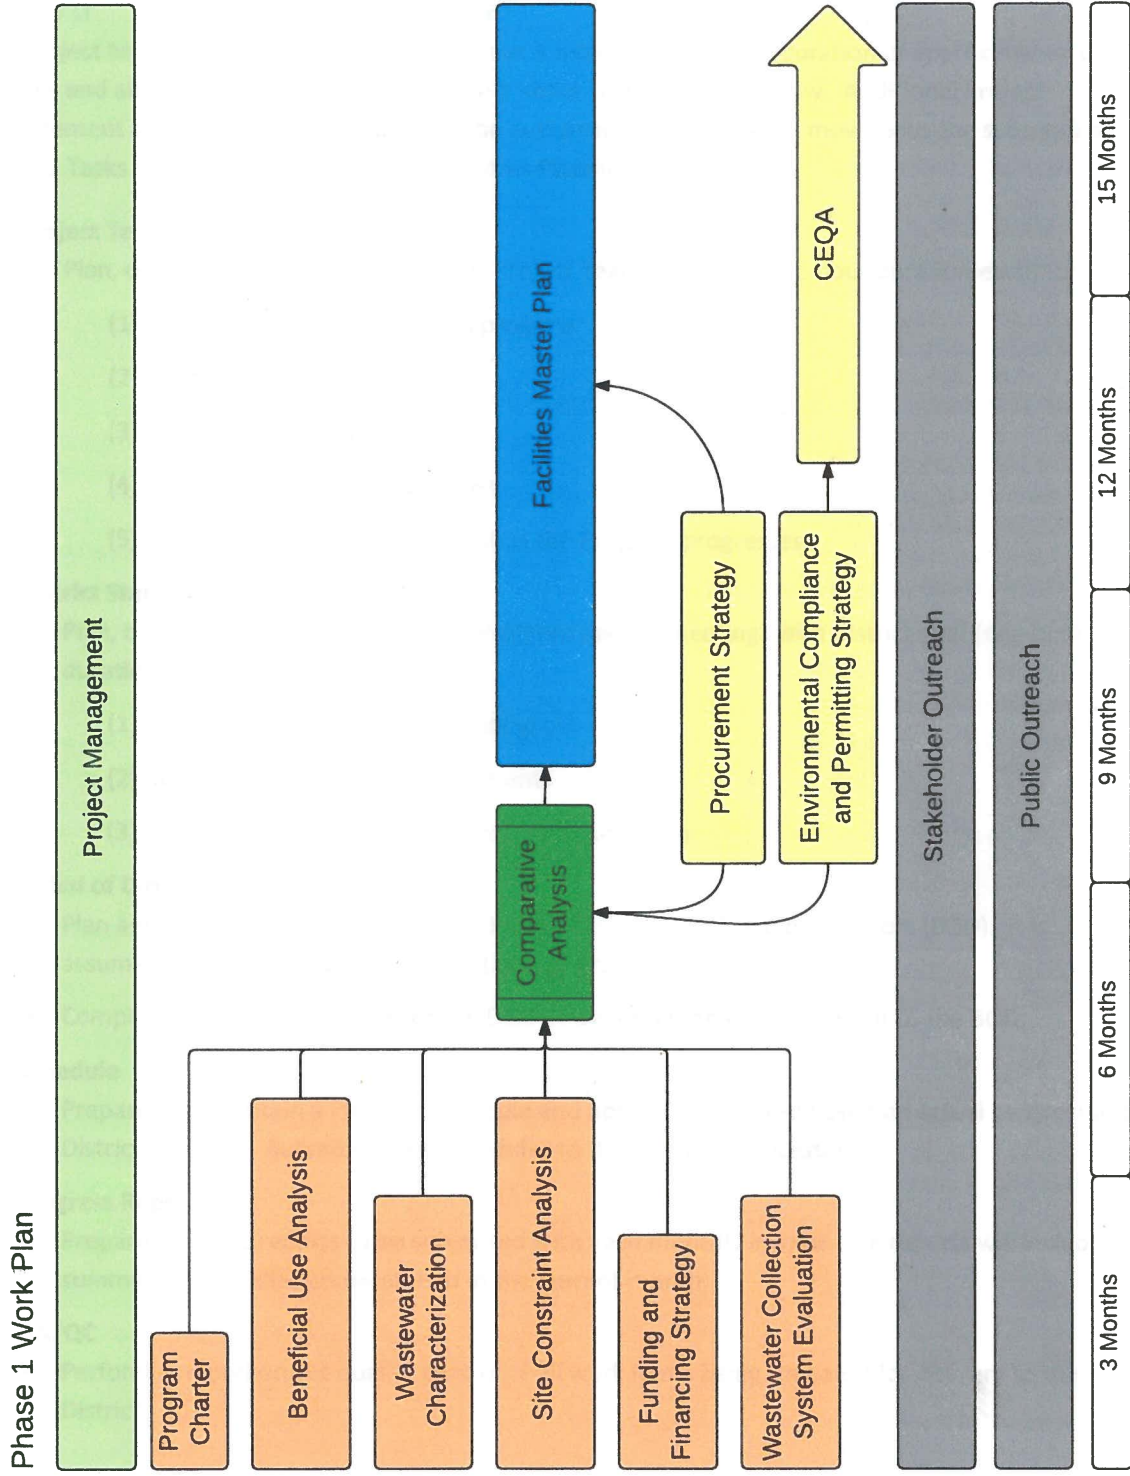 Phase 1 Work Plan
Project Management
Program
Charter
Beneficial Use Analysis
Wastewater
Characterization
Site Constraint Analysis
Funding and
Financing Strategy
Wastewater Collection
System Evaluation
Comparative
Analysis
Facilities Master Plan
Procurement Strategy
Environmental Compliance
and Permitting Strategy
CEQA
Stakeholder Outreach
Public Outreach
3 Months
6 Months
9 Months
12 Months
15 Months